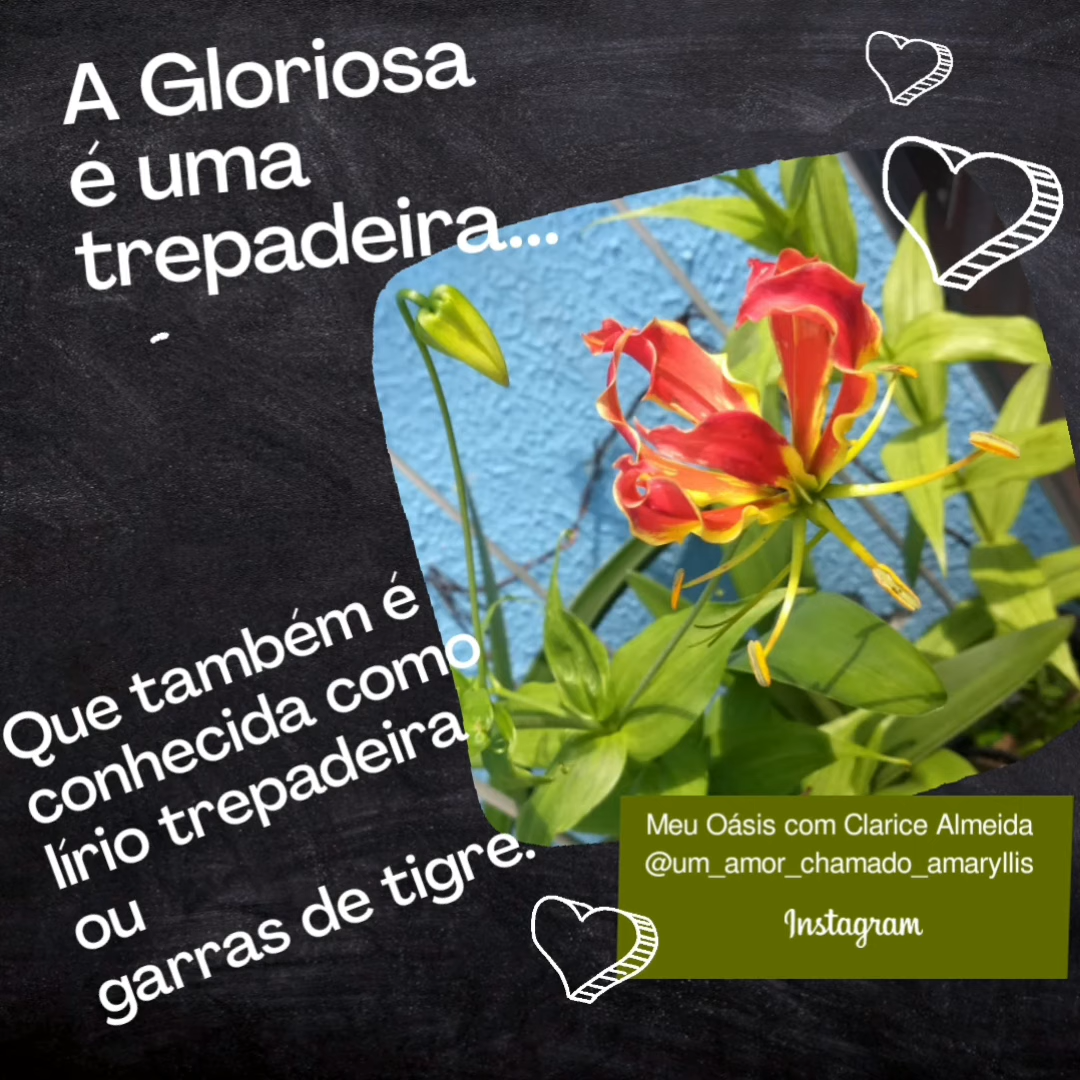 A Gloriosa
é uma
trepadeira...
-
Que também é
conhecida como
lírio trepadeira
ou
garras de tigre.
Meu Oásis com Clarice Almeida
@um_amor_chamado_amaryllis
Instagram